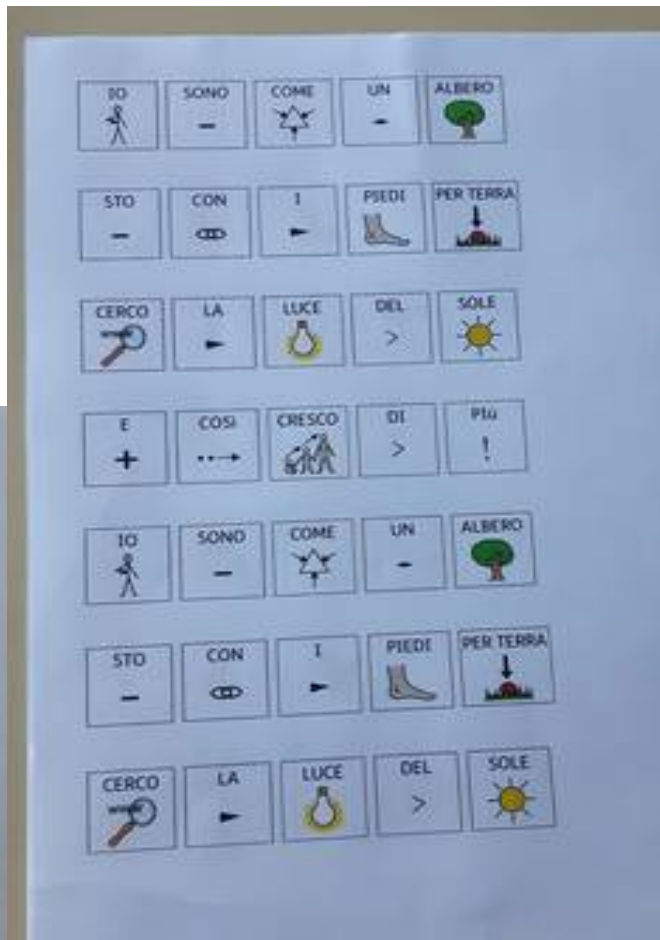 IO SONO COME UN ALBERO
STO CON I PIEDI PER TERRA
CERCO LA LUCE DEL SOLE
E COSÌ CRESCO DI PIÙ
IO SONO COME UN ALBERO
STO CON I PIEDI PER TERRA
CERCO LA LUCE DEL SOLE